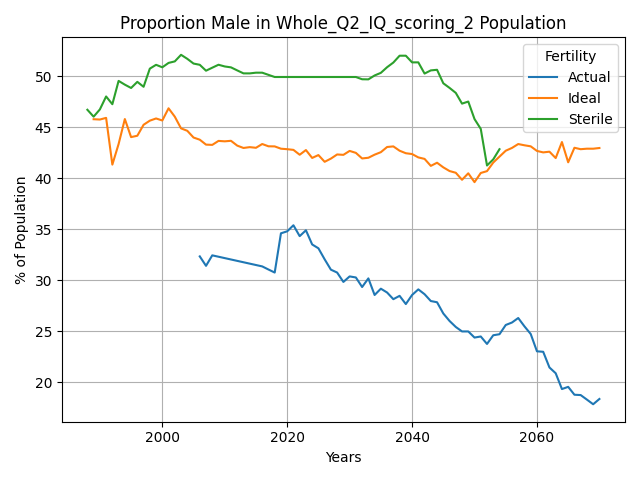 Proportion Male in Whole_Q2_IQ_scoring_2 Population
Fertility
Actual
Ideal
Sterile
% of Population
50
45
40
35
30
25
20
2000
2020
2040
2060
Years